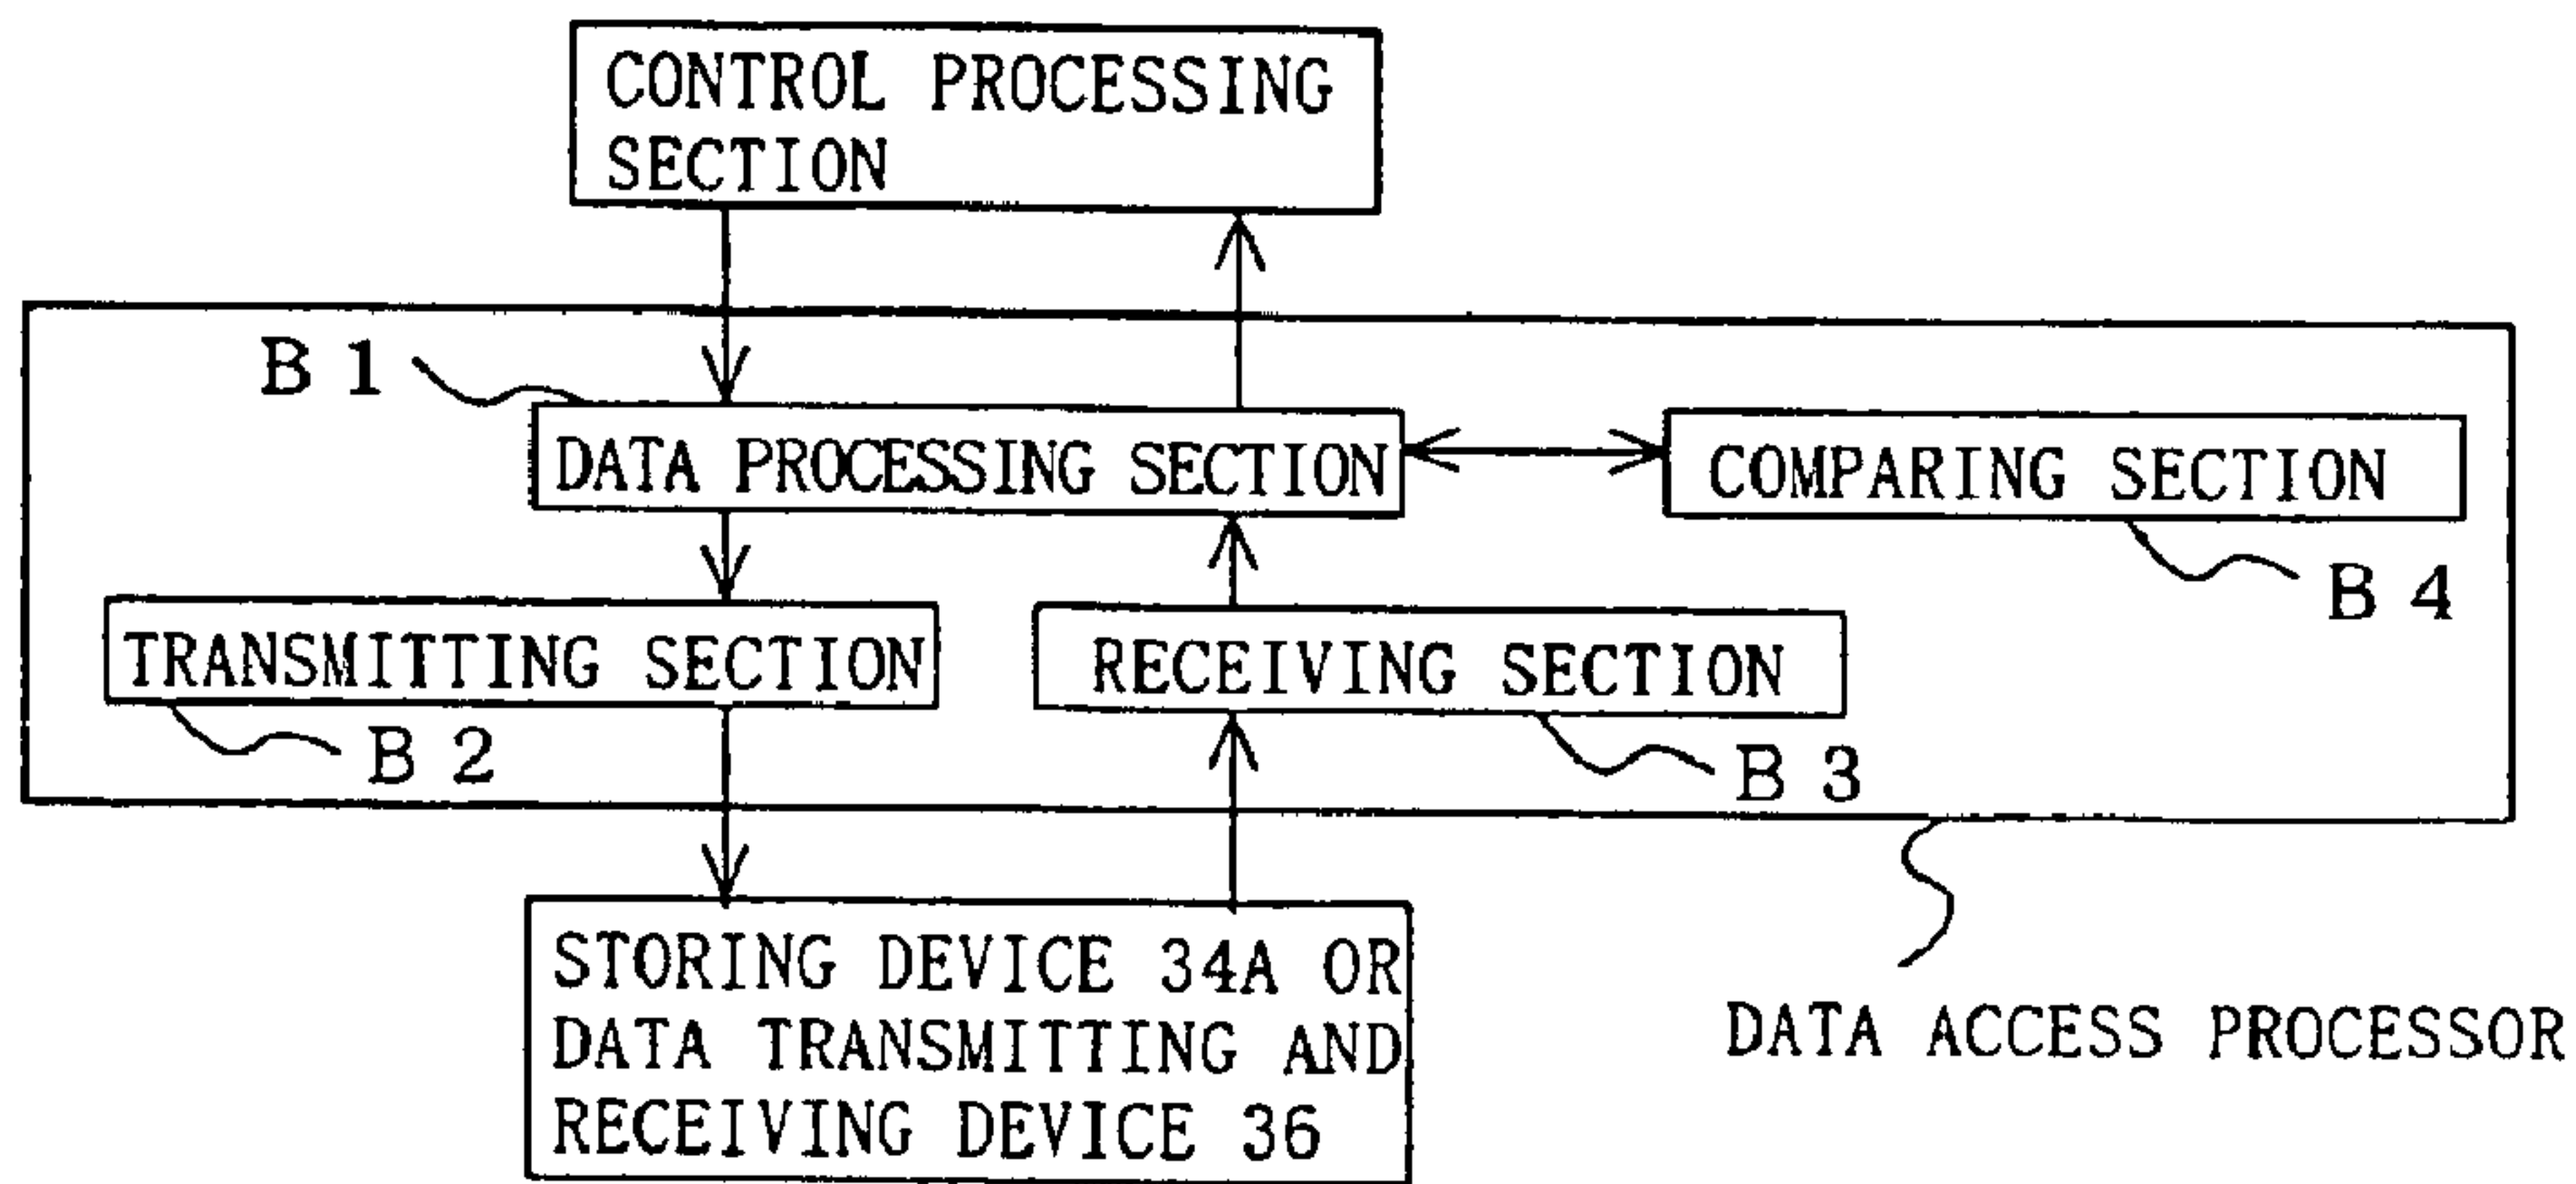 CONTROL PROCESSING
SECTION
B 1
DATA PROCESSING SECTION
COMPARING SECTION
B 4
TRANSMITTING SECTION
RECEIVING SECTION
B 2
B 3
STORING DEVICE 34A OR
DATA TRANSMITTING AND
RECEIVING DEVICE 36
DATA ACCESS PROCESSOR